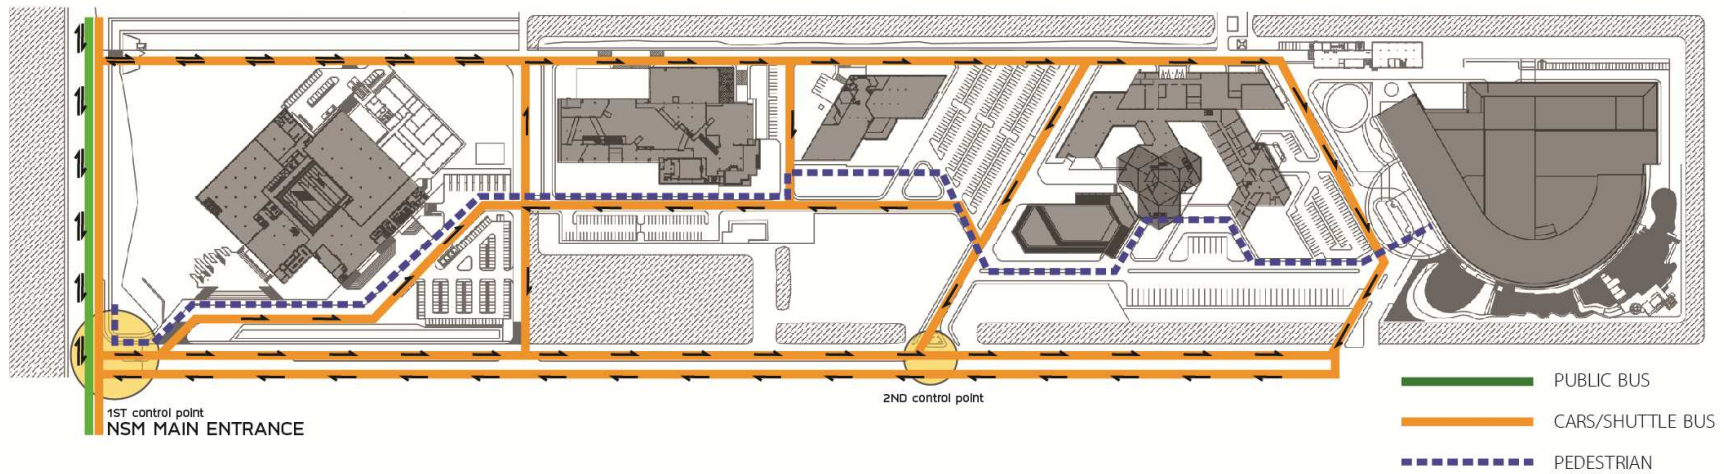 1ST control point
NSM MAIN ENTRANCE
2ND control point
PUBLIC BUS
CARS/SHUTTLE BUS
PEDESTRIAN